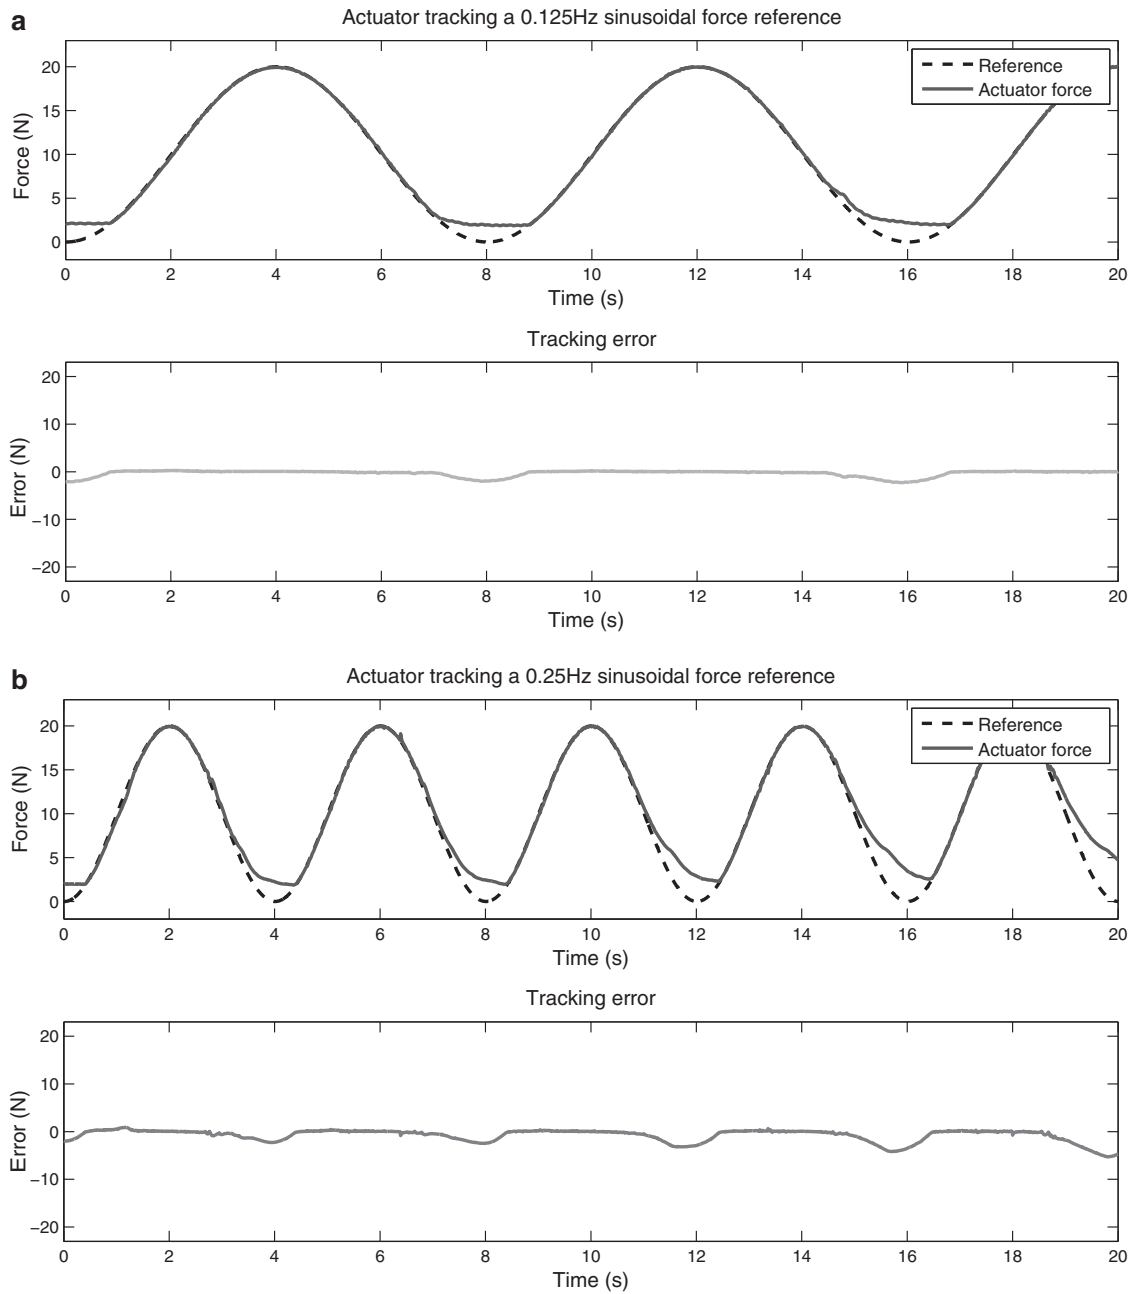 a
Actuator tracking a 0.125Hz sinusoidal force reference
Force (N)
20
15
10
5
0
Reference
Actuator force
0 2 4 6 8 10 12 14 16 18 20
Time (s)
Tracking error
Error (N)
20
10
0
−10
−20
0 2 4 6 8 10 12 14 16 18 20
Time (s)
b
Actuator tracking a 0.25Hz sinusoidal force reference
Force (N)
20
15
10
5
0
Reference
Actuator force
0 2 4 6 8 10 12 14 16 18 20
Time (s)
Tracking error
Error (N)
20
10
0
−10
−20
0 2 4 6 8 10 12 14 16 18 20
Time (s)